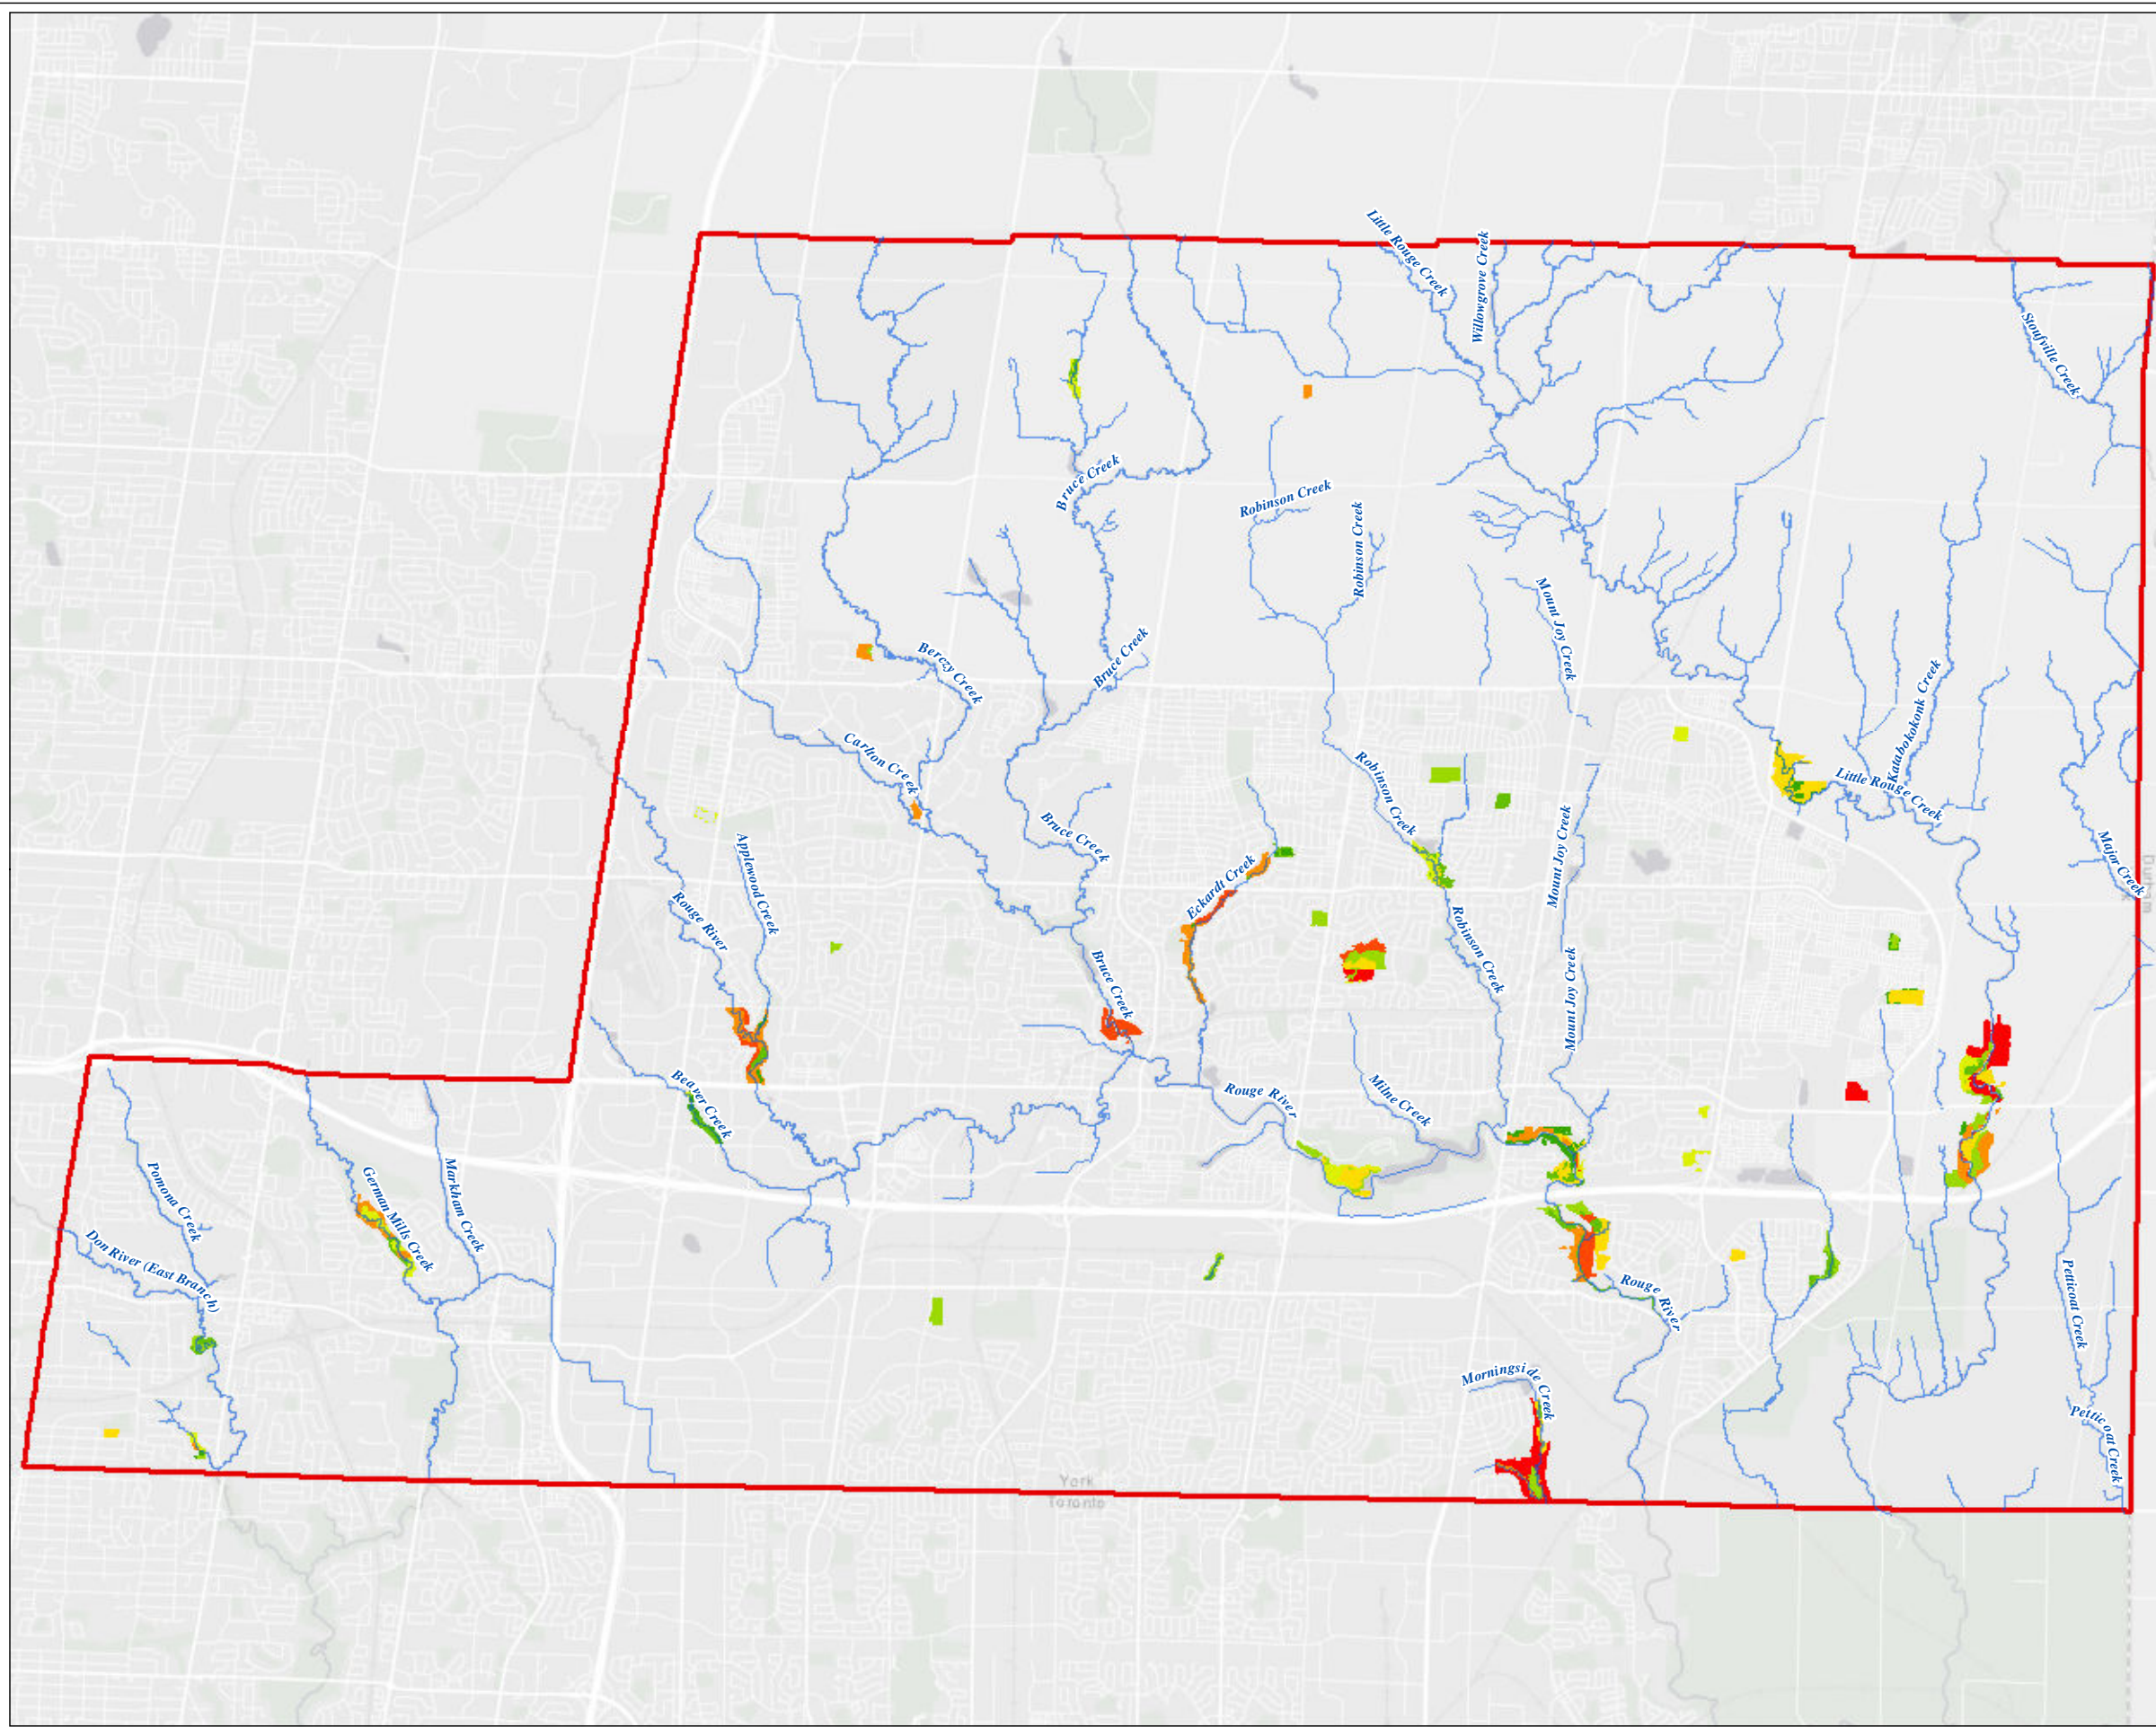 Little Rouge Creek
Willowgrove Creek
Stouffville Creek
Bruce Creek
Robinson Creek
Robinson Creek
Mount Joy Creek
Berczy Creek
Bruce Creek
Katabokokonk Creek
Carlton Creek
Robinson Creek
Little Rouge Creek
Bruce Creek
Applewood Creek
Mount Joy Creek
Major Creek
Durham
Eckardt Creek
Rouge River
Robinson Creek
Bruce Creek
Mount Joy Creek
Beaver Creek
Rouge River
Milne Creek
Pomona Creek
German Mills Creek
Markham Creek
Don River (East Branch)
Rouge River
Petticoat Creek
Morningside Creek
Petticoat Creek
York
Toronto